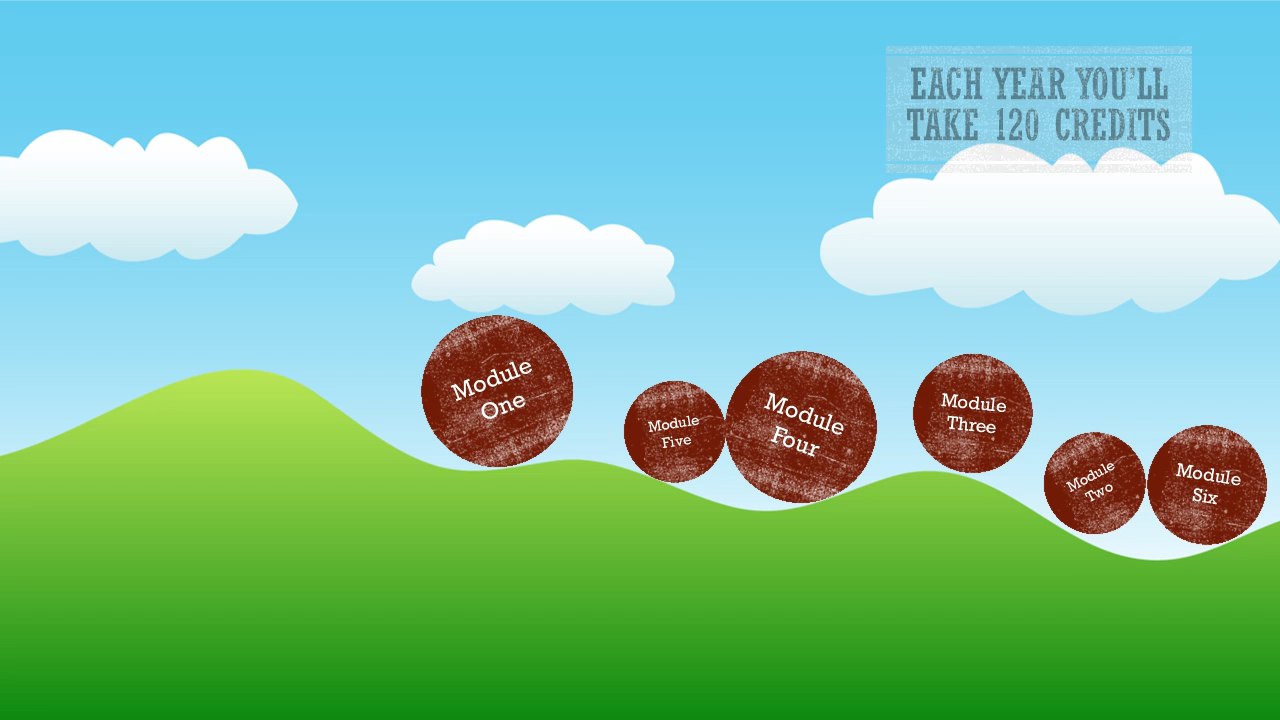 EACH YEAR YOU'LL
TAKE 120 CREDITS
Module
One
Module
Five
Module
Four
Module
Three
Module
Two
Module
Six